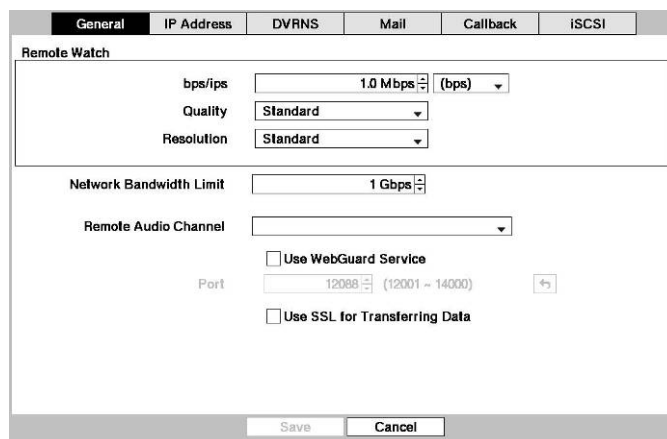 General IP Address DVRNS Mail Callback iSCSI
Remote Watch
bps/ips 1.0 Mbps (bps)
Quality Standard
Resolution Standard
Network Bandwidth Limit 1 Gbps
Remote Audio Channel
Use WebGuard Service
Port 12088 (12001 ~ 14000)
Use SSL for Transferring Data
Save Cancel